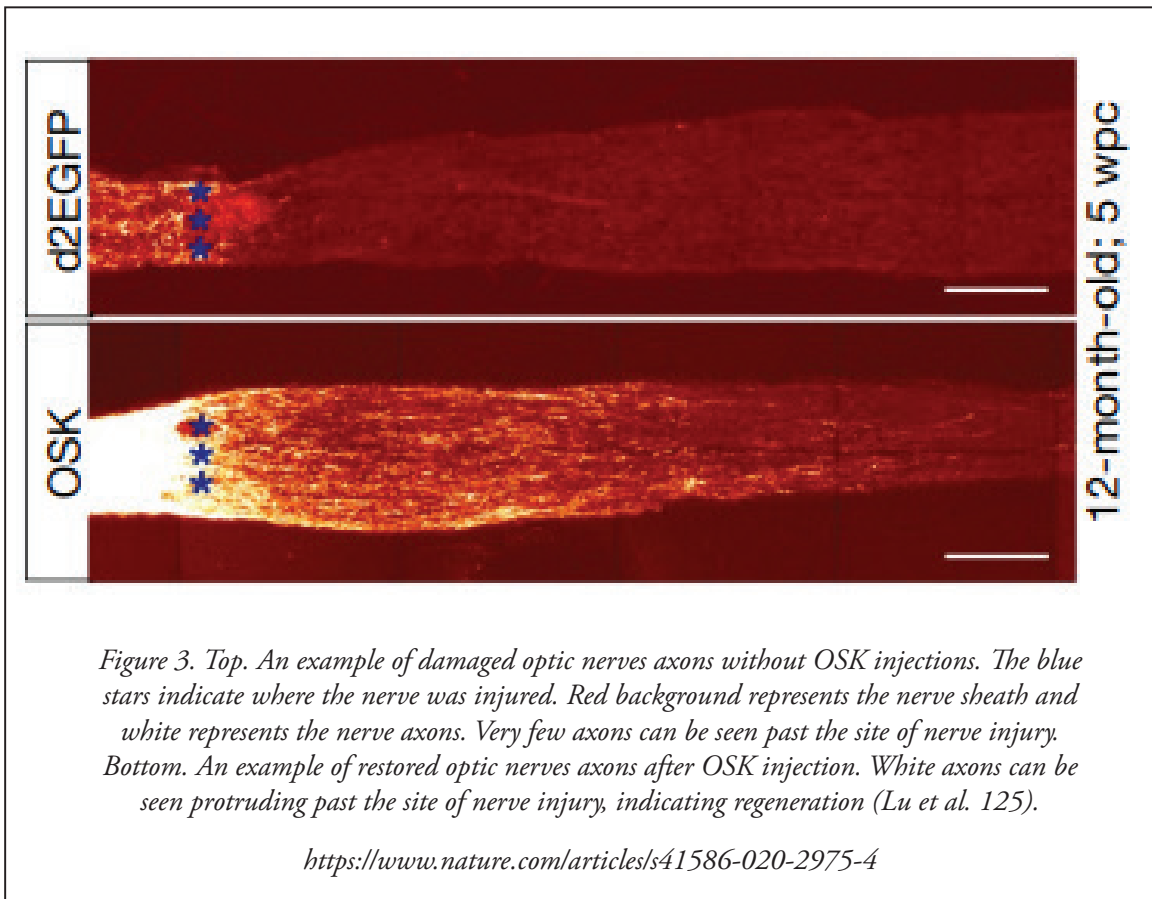 d2EGFP
OSK
12-month-old; 5 wpc
Figure 3. Top. An example of damaged optic nerves axons without OSK injections. The blue
stars indicate where the nerve was injured. Red background represents the nerve sheath and
white represents the nerve axons. Very few axons can be seen past the site of nerve injury.
Bottom. An example of restored optic nerves axons after OSK injection. White axons can be
seen protruding past the site of nerve injury, indicating regeneration (Lu et al. 125).
https://www.nature.com/articles/s41586-020-2975-4